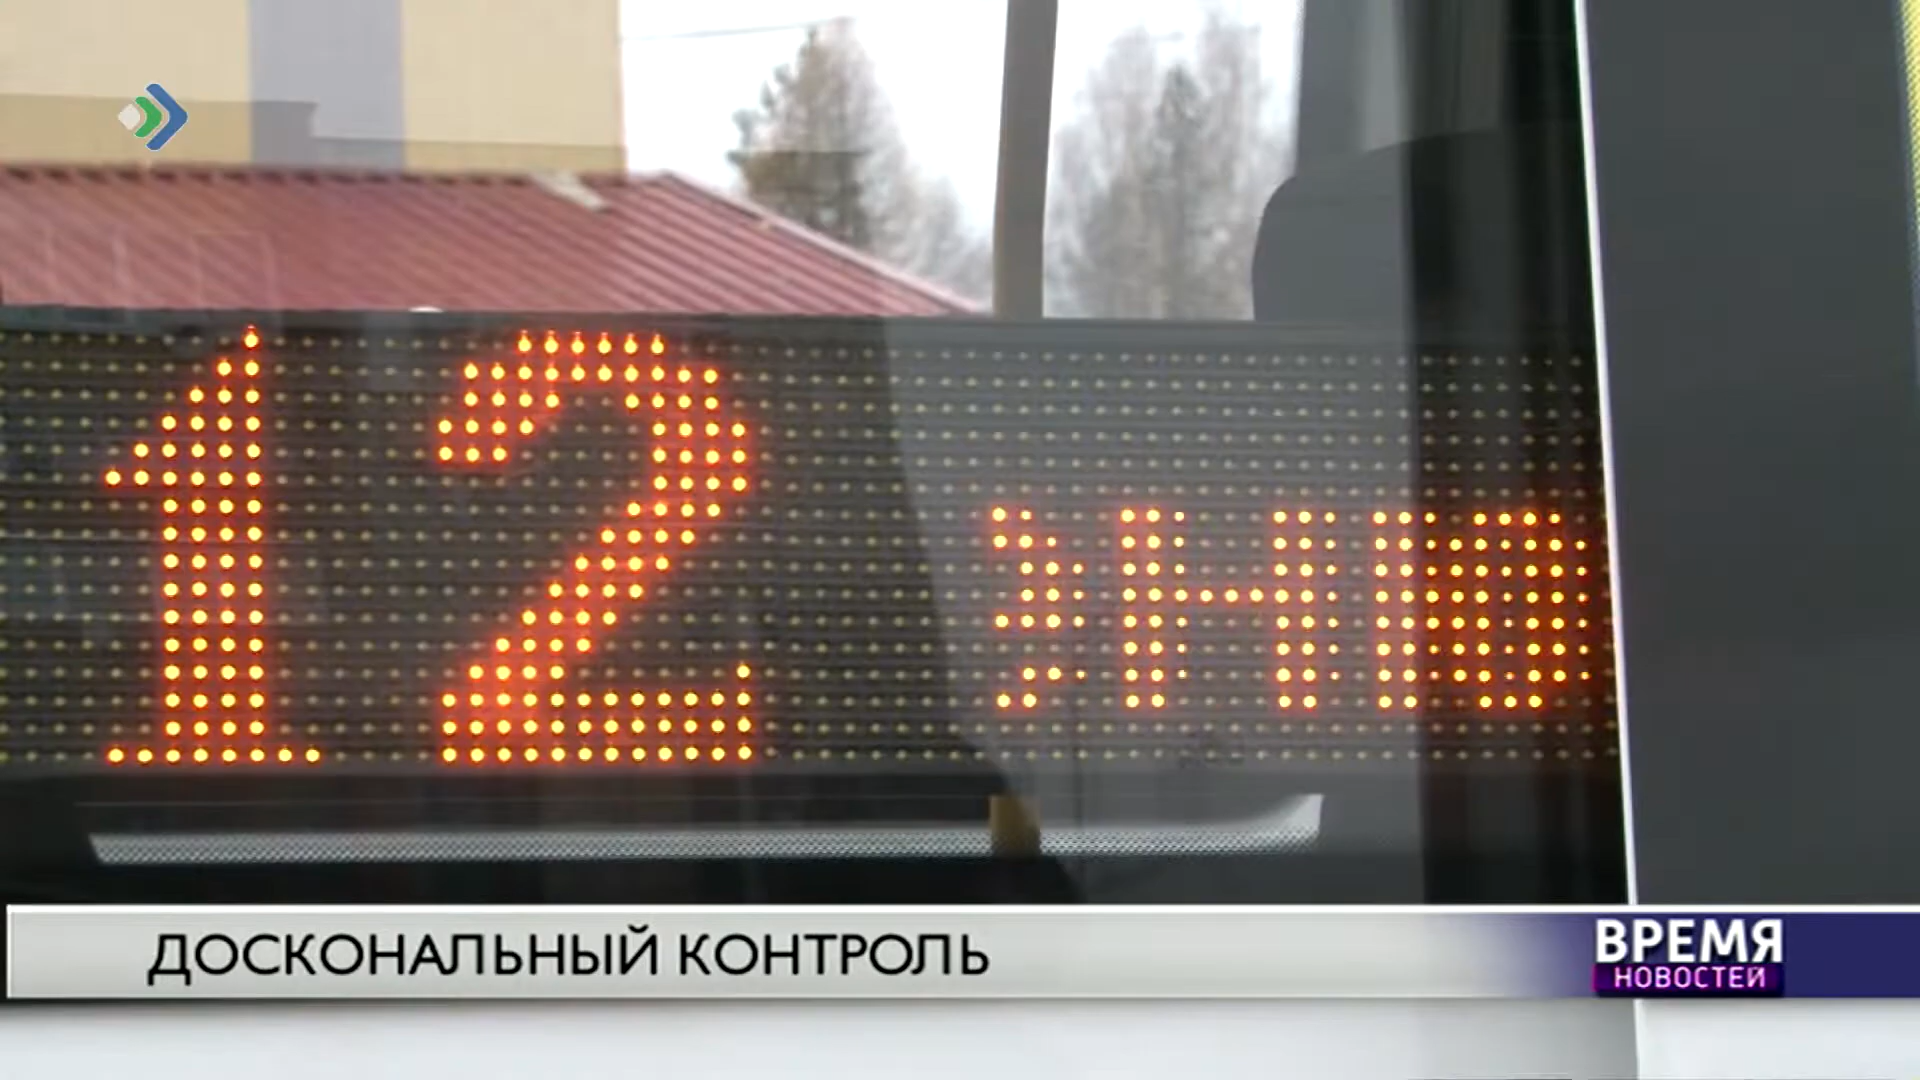 12
ДОСКОНАЛЬНЫЙ КОНТРОЛЬ
ВРЕМЯ
НОВОСТЕЙ